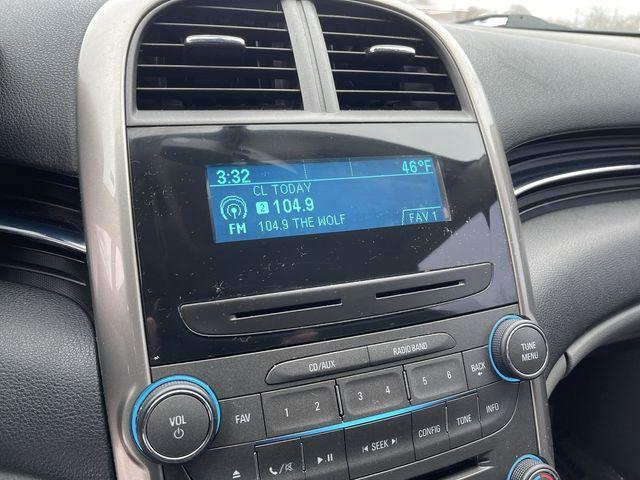 3:32 46°F
CL TODAY
2 104.9
FM 104.9 THE WOLF FAV 1
CD/AUX RADIO BAND
TUNE
MENU
VOL FAV 1 2 3 4 5 6 BACK
SEEK CONFIG TONE INFO